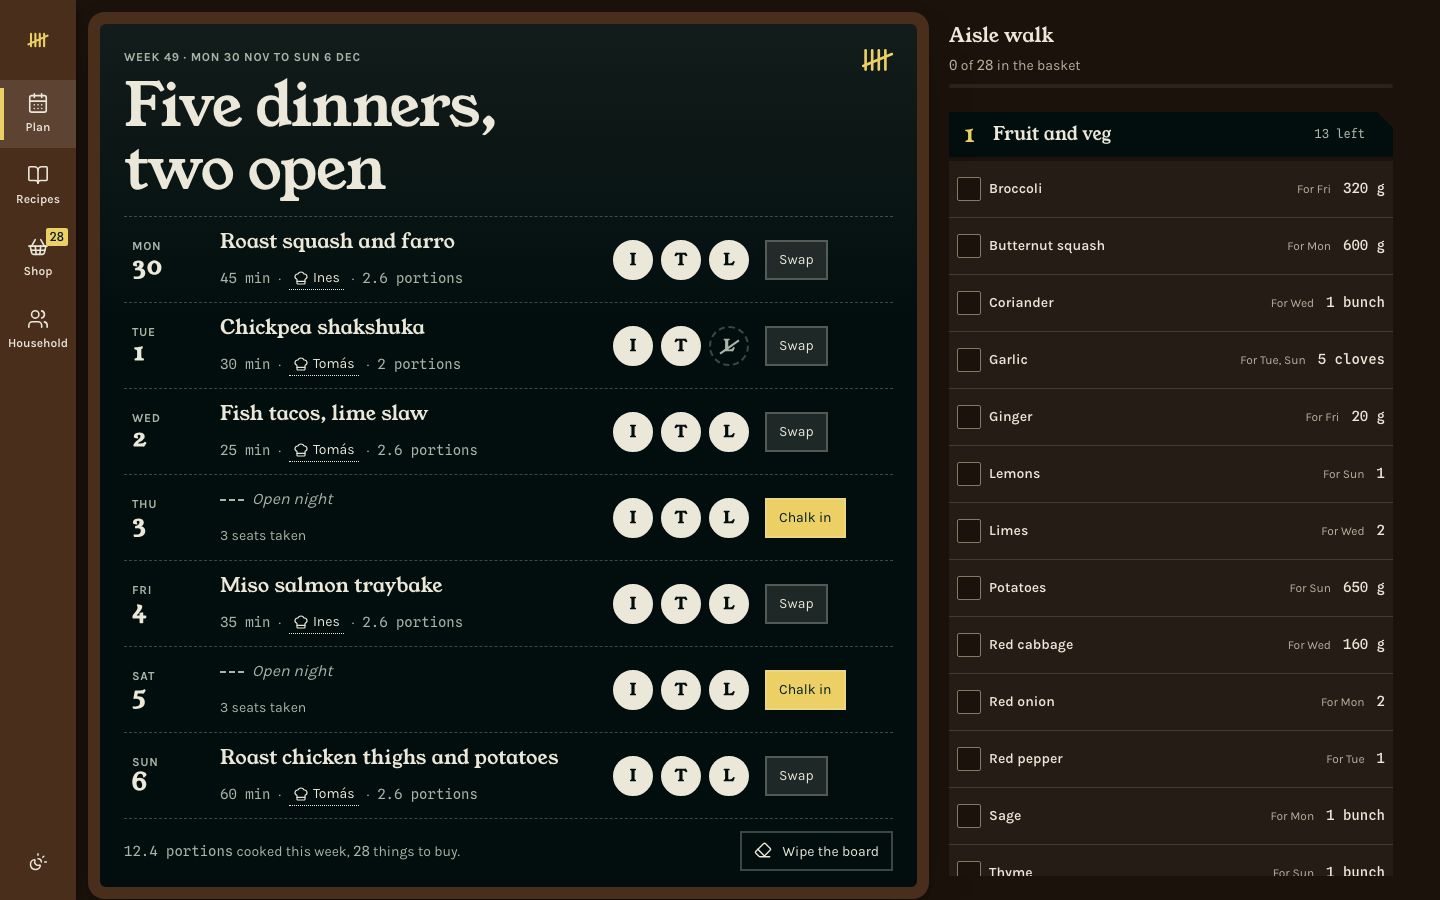 Plan
Recipes
28
Shop
Household
WEEK 49 · MON 30 NOV TO SUN 6 DEC
Five dinners,
two open
MON
30
Roast squash and farro
45 min · Ines · 2.6 portions
I T L
Swap
TUE
1
Chickpea shakshuka
30 min · Tomás · 2 portions
I T L
Swap
WED
2
Fish tacos, lime slaw
25 min · Tomás · 2.6 portions
I T L
Swap
THU
3
--- Open night
3 seats taken
I T L
Chalk in
FRI
4
Miso salmon traybake
35 min · Ines · 2.6 portions
I T L
Swap
SAT
5
--- Open night
3 seats taken
I T L
Chalk in
SUN
6
Roast chicken thighs and potatoes
60 min · Tomás · 2.6 portions
I T L
Swap
12.4 portions cooked this week, 28 things to buy.
Wipe the board
Aisle walk
0 of 28 in the basket
1 Fruit and veg 13 left
Broccoli For Fri 320 g
Butternut squash For Mon 600 g
Coriander For Wed 1 bunch
Garlic For Tue, Sun 5 cloves
Ginger For Fri 20 g
Lemons For Sun 1
Limes For Wed 2
Potatoes For Sun 650 g
Red cabbage For Wed 160 g
Red onion For Mon 2
Red pepper For Tue 1
Sage For Mon 1 bunch
Thyme For Sun 1 bunch